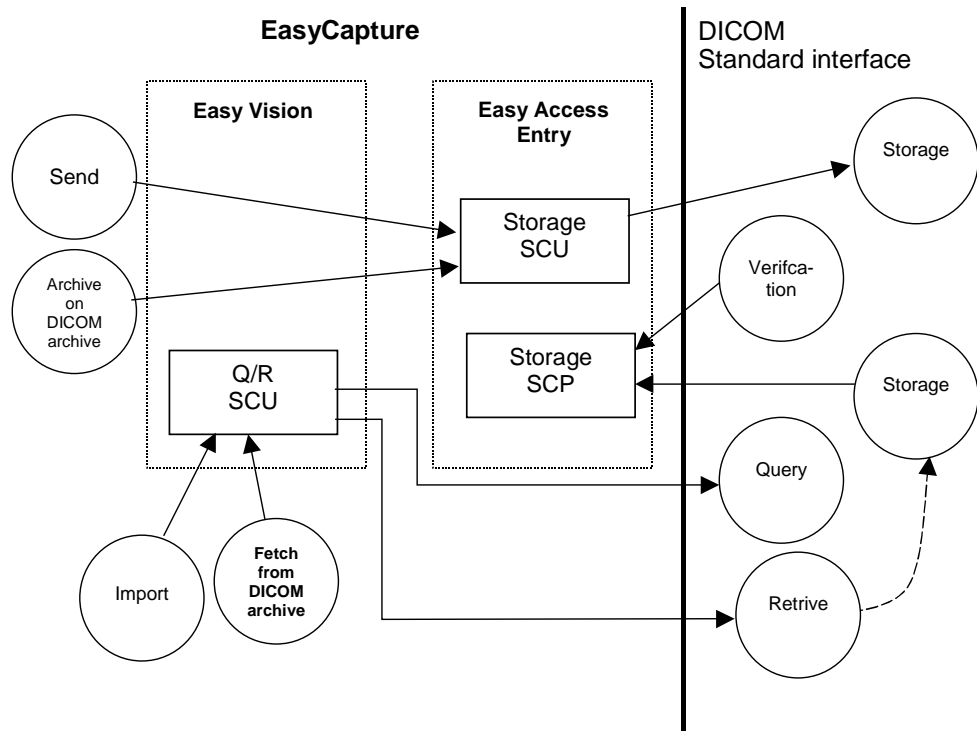 EasyCapture
DICOM
Standard interface
Easy Vision
Easy Access
Entry
Send
Storage
SCU
Storage
Archive
on
DICOM
archive
Verifca-
tion
Q/R
SCU
Storage
SCP
Storage
Query
Import
Fetch
from
DICOM
archive
Retrive